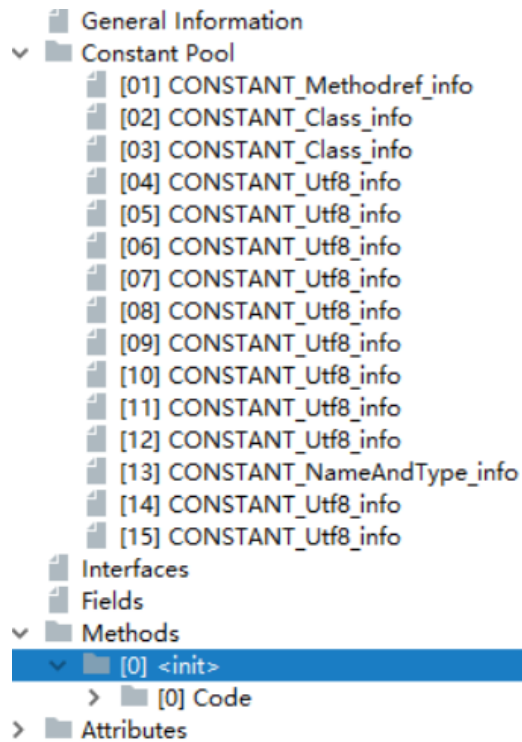 General Information
Constant Pool
[01] CONSTANT_Methodref_info
[02] CONSTANT_Class_info
[03] CONSTANT_Class_info
[04] CONSTANT_Utf8_info
[05] CONSTANT_Utf8_info
[06] CONSTANT_Utf8_info
[07] CONSTANT_Utf8_info
[08] CONSTANT_Utf8_info
[09] CONSTANT_Utf8_info
[10] CONSTANT_Utf8_info
[11] CONSTANT_Utf8_info
[12] CONSTANT_Utf8_info
[13] CONSTANT_NameAndType_info
[14] CONSTANT_Utf8_info
[15] CONSTANT_Utf8_info
Interfaces
Fields
Methods
[0] <init>
[0] Code
Attributes